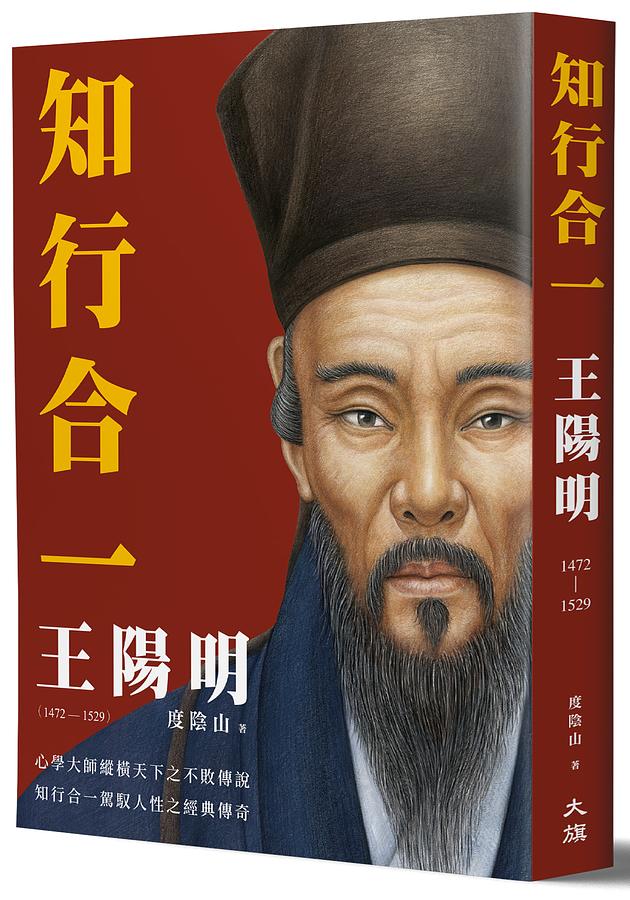 知行合一
王陽明
（1472—1529）
度陰山 著
心學大師縱橫天下之不敗傳說
知行合一駕馭人性之經典傳奇
知行合一
王陽明
1472—1529
度陰山 著
大旗